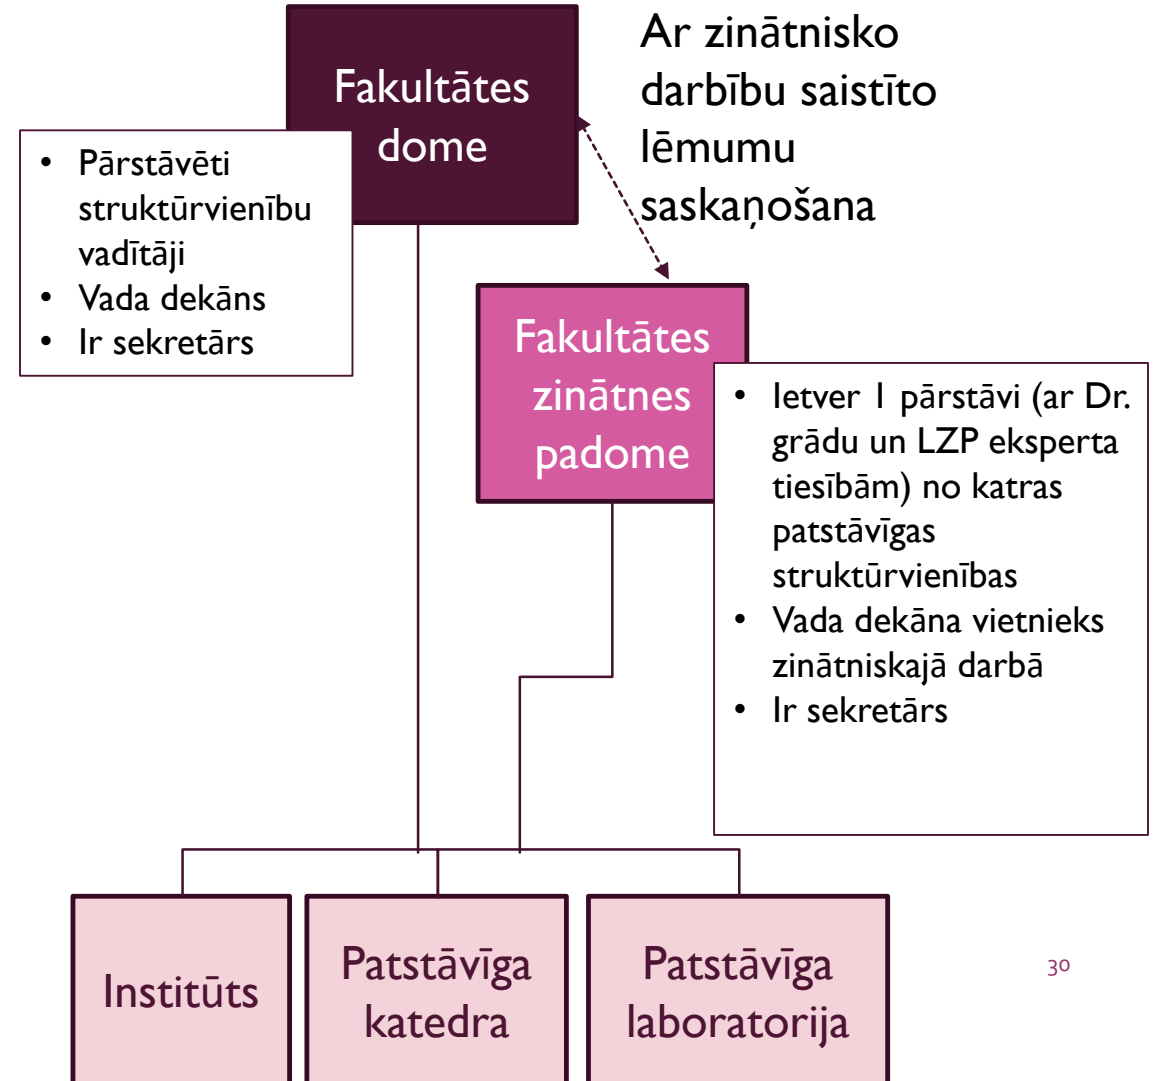 Fakultātes
dome
Ar zinātnisko
darbību saistīto
lēmumu
saskaņošana
• Pārstāvēti
struktūrvienību
vadītāji
• Vada dekāns
• Ir sekretārs
Fakultātes
zinātnes
padome
• Ietver 1 pārstāvi (ar Dr.
grādu un LZP eksperta
tiesībām) no katras
patstāvīgas
struktūrvienības
• Vada dekāna vietnieks
zinātniskajā darbā
• Ir sekretārs
Institūts
Patstāvīga
katedra
Patstāvīga
laboratorija
30